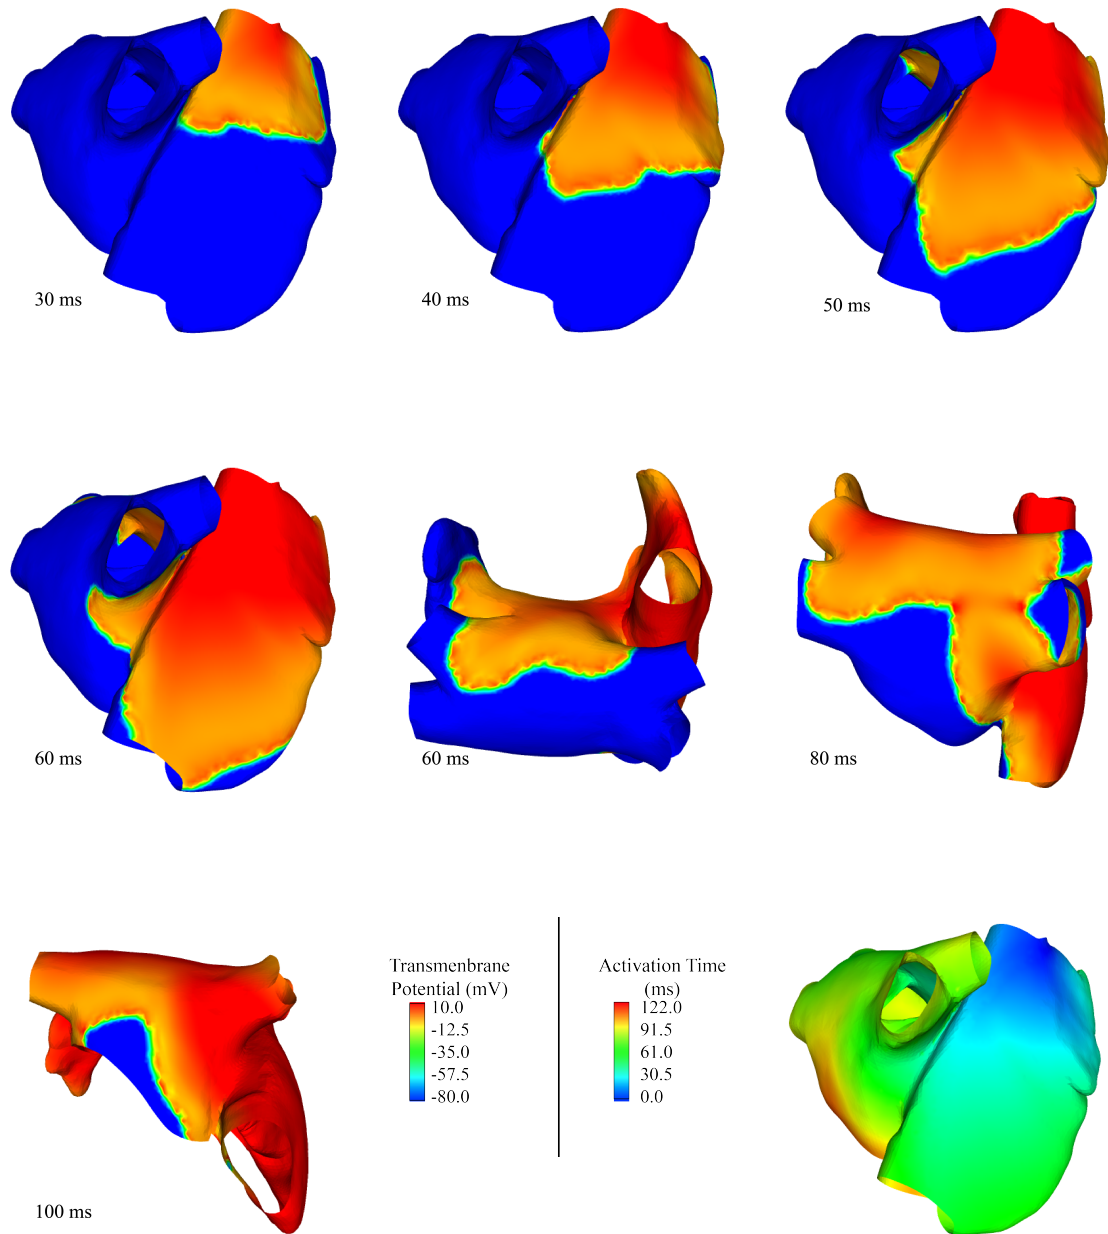 30 ms
40 ms
50 ms
60 ms
60 ms
80 ms
100 ms
Transmenbrane
Potential (mV)
10.0
-12.5
-35.0
-57.5
-80.0
Activation Time
(ms)
122.0
91.5
61.0
30.5
0.0